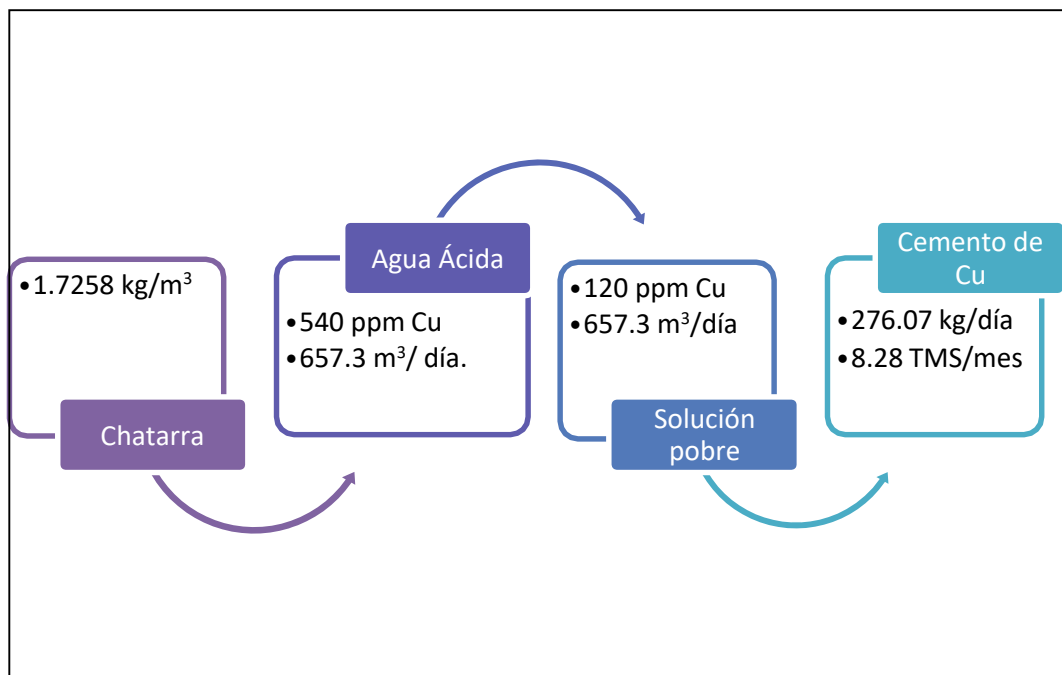 •1.7258 kg/m³
Chatarra
Agua Ácida
•540 ppm Cu
•657.3 m³/ día.
•120 ppm Cu
•657.3 m³/día
Solución
pobre
Cemento de
Cu
•276.07 kg/día
•8.28 TMS/mes